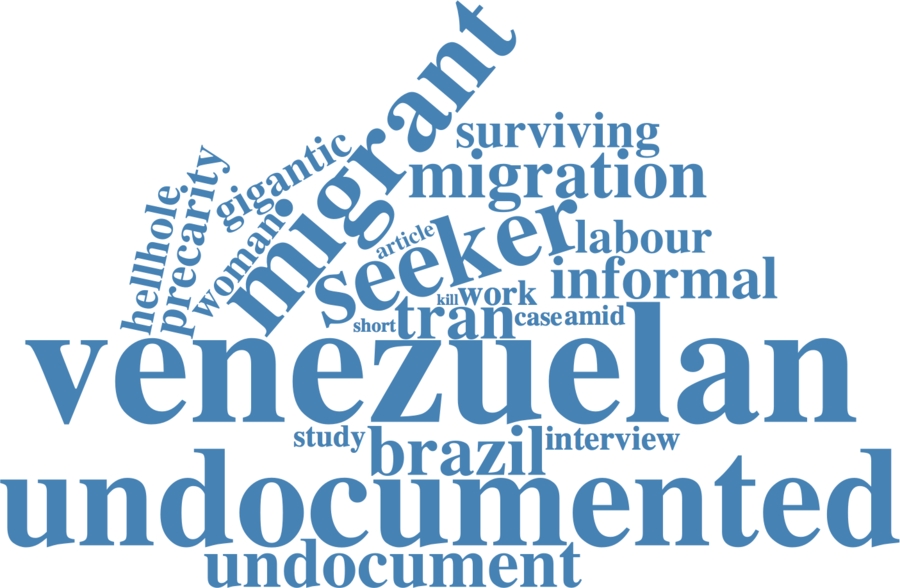 migrant
surviving
migration
gigantic
precarity
hellhole
woman
article
seeker
labour
informal
kill
work
short
tran
case
amid
venezuelan
study
brazil
interview
undocumented
undocument